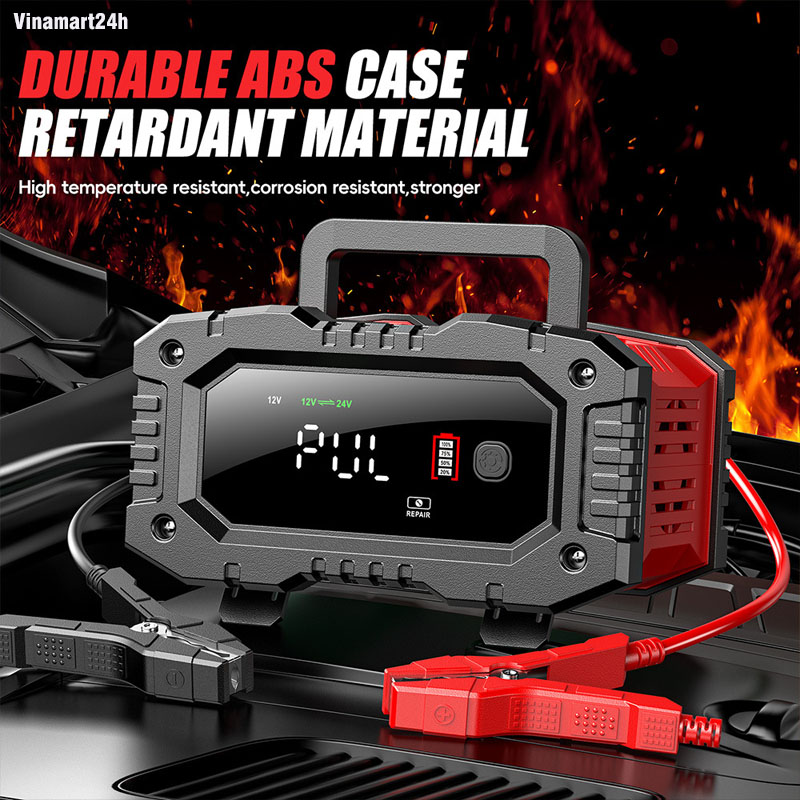 Vinamart24h
DURABLE ABS CASE
RETARDANT MATERIAL
High temperature resistant,corrosion resistant,stronger
12V 12V⇌24V
PUL
100%
75%
50%
20%
REPAIR